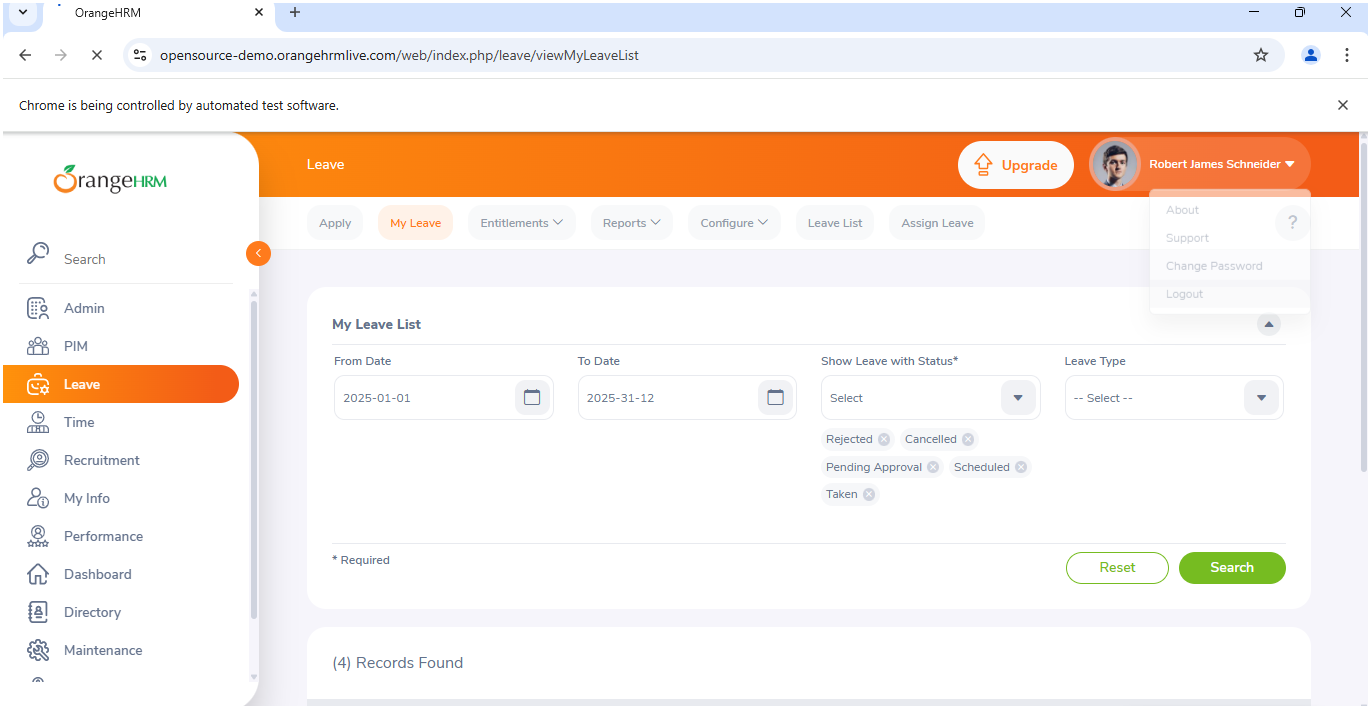 OrangeHRM
opensource-demo.orangehrmlive.com/web/index.php/leave/viewMyLeaveList
Chrome is being controlled by automated test software.
OrangeHRM
Leave
Upgrade
Robert James Schneider
About
Support
Change Password
Logout
?
Apply
My Leave
Entitlements
Reports
Configure
Leave List
Assign Leave
Search
Admin
PIM
Leave
Time
Recruitment
My Info
Performance
Dashboard
Directory
Maintenance
My Leave List
From Date
To Date
Show Leave with Status*
Leave Type
2025-01-01
2025-31-12
Select
-- Select --
Rejected
Cancelled
Pending Approval
Scheduled
Taken
* Required
Reset
Search
(4) Records Found